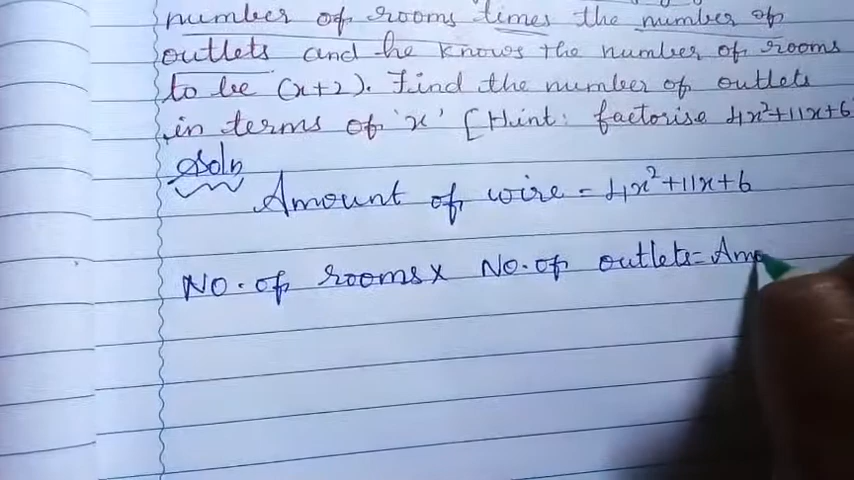 number of rooms times the number of
outlets and he knows the number of rooms
to be (x+2). Find the number of outlets
in terms of 'x' [Hint: factorise 4x²+11x+6
Soln
Amount of wire = 4x²+11x+6
No. of rooms x No. of outlets = Amo